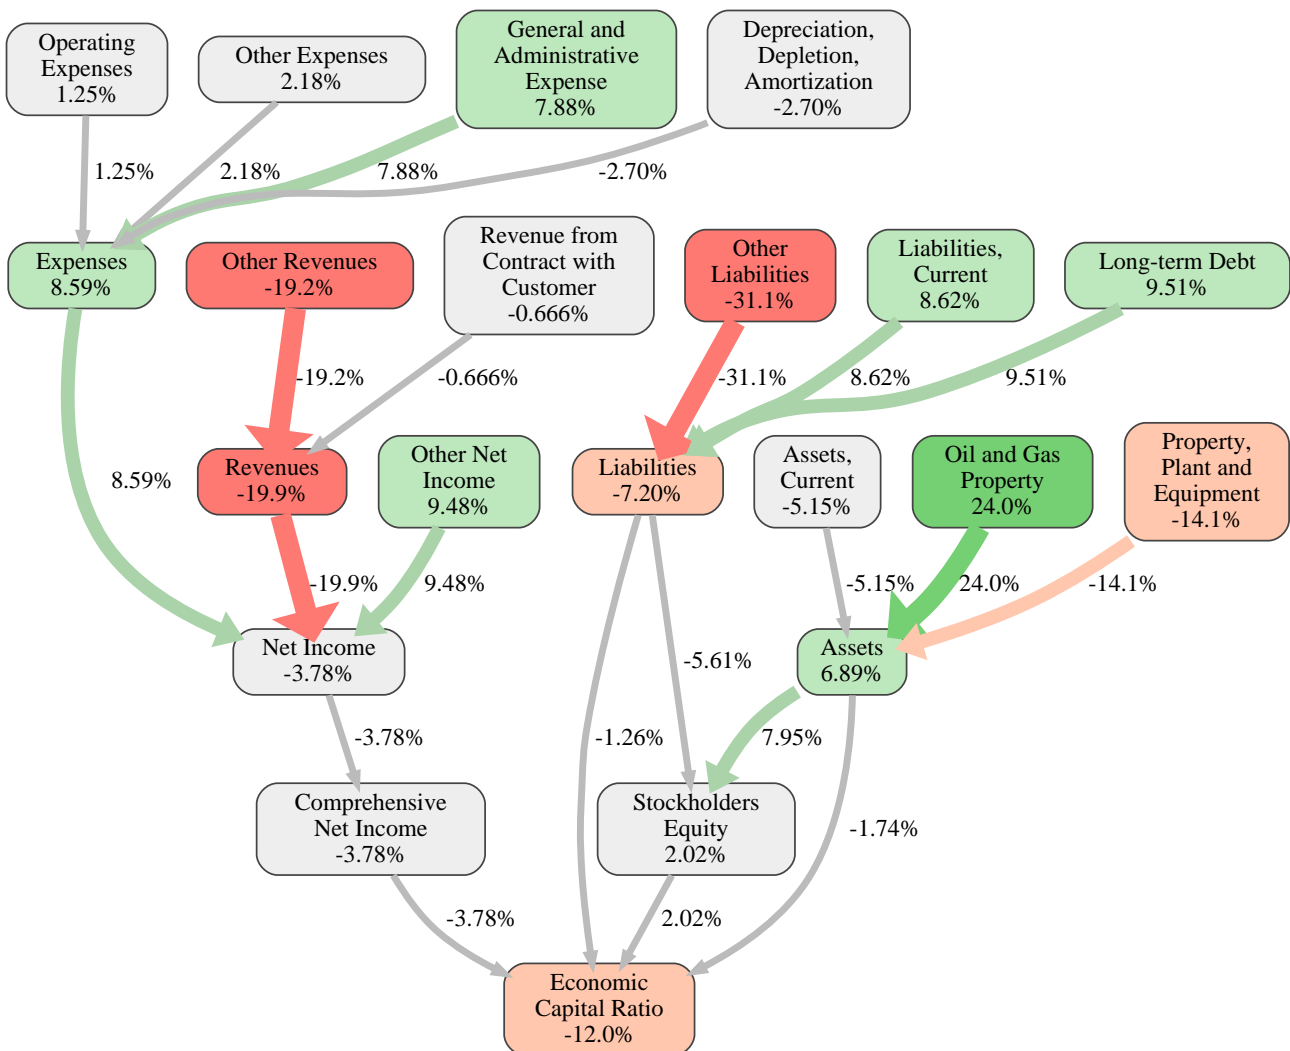 Operating
Expenses
1.25%
Other Expenses
2.18%
General and
Administrative
Expense
7.88%
Depreciation,
Depletion,
Amortization
-2.70%
1.25%
2.18%
7.88%
-2.70%
Expenses
8.59%
Other Revenues
-19.2%
Revenue from
Contract with
Customer
-0.666%
Other
Liabilities
-31.1%
Liabilities,
Current
8.62%
Long-term Debt
9.51%
-19.2%
-0.666%
-31.1%
8.62%
9.51%
8.59%
Revenues
-19.9%
Other Net
Income
9.48%
Liabilities
-7.20%
Assets,
Current
-5.15%
Oil and Gas
Property
24.0%
Property,
Plant and
Equipment
-14.1%
-19.9%
9.48%
-5.15%
24.0%
-14.1%
Net Income
-3.78%
-5.61%
Assets
6.89%
-3.78%
-1.26%
7.95%
Comprehensive
Net Income
-3.78%
Stockholders
Equity
2.02%
-1.74%
-3.78%
2.02%
Economic
Capital Ratio
-12.0%